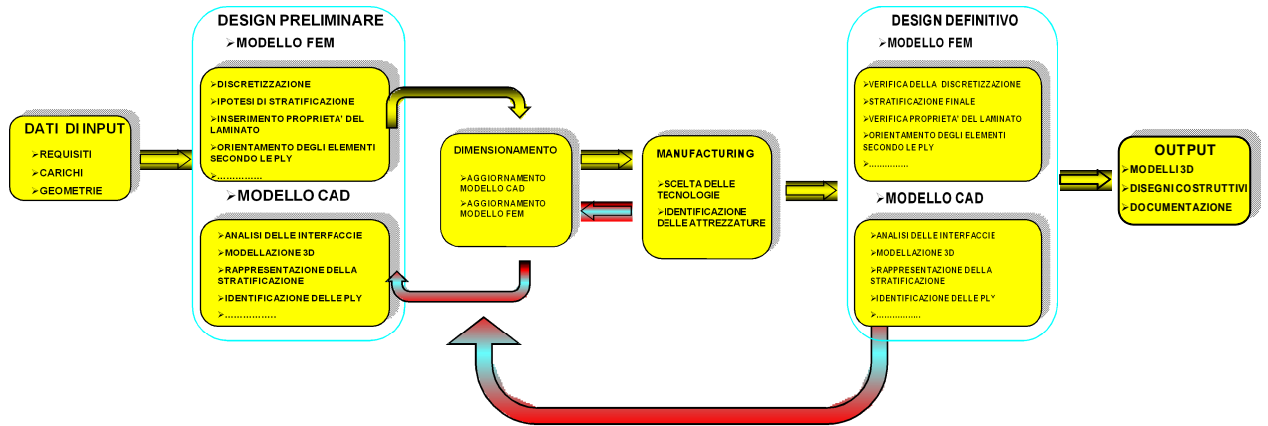 DATI DI INPUT
➢REQUISITI
➢CARICHI
➢GEOMETRIE
DESIGN PRELIMINARE
➢MODELLO FEM
➢DISCRETIZZAZIONE
➢IPOTESI DI STRATIFICAZIONE
➢INSERIMENTO PROPRIETA' DEL
LAMINATO
➢ORIENTAMENTO DEGLI ELEMENTI
SECONDO LE PLY
➢……………
➢MODELLO CAD
➢ANALISI DELLE INTERFACCIE
➢MODELLAZIONE 3D
➢RAPPRESENTAZIONE DELLA
STRATIFICAZIONE
➢IDENTIFICAZIONE DELLE PLY
➢……………..
DIMENSIONAMENTO
➢AGGIORNAMENTO
MODELLO CAD
➢AGGIORNAMENTO
MODELLO FEM
MANUFACTURING
➢SCELTA DELLE
TECNOLOGIE
➢IDENTIFICAZIONE
DELLE ATTREZZATURE
DESIGN DEFINITIVO
➢MODELLO FEM
➢VERIFICA DELLA DISCRETIZZAZIONE
➢STRATIFICAZIONE FINALE
➢VERIFICA PROPRIETA' DEL LAMINATO
➢ORIENTAMENTO DEGLI ELEMENTI
SECONDO LE PLY
➢……………
➢MODELLO CAD
➢ANALISI DELLE INTERFACCIE
➢MODELLAZIONE 3D
➢RAPPRESENTAZIONE DELLA
STRATIFICAZIONE
➢IDENTIFICAZIONE DELLE PLY
➢……………..
OUTPUT
➢MODELLI 3D
➢DISEGNI COSTRUTTIVI
➢DOCUMENTAZIONE